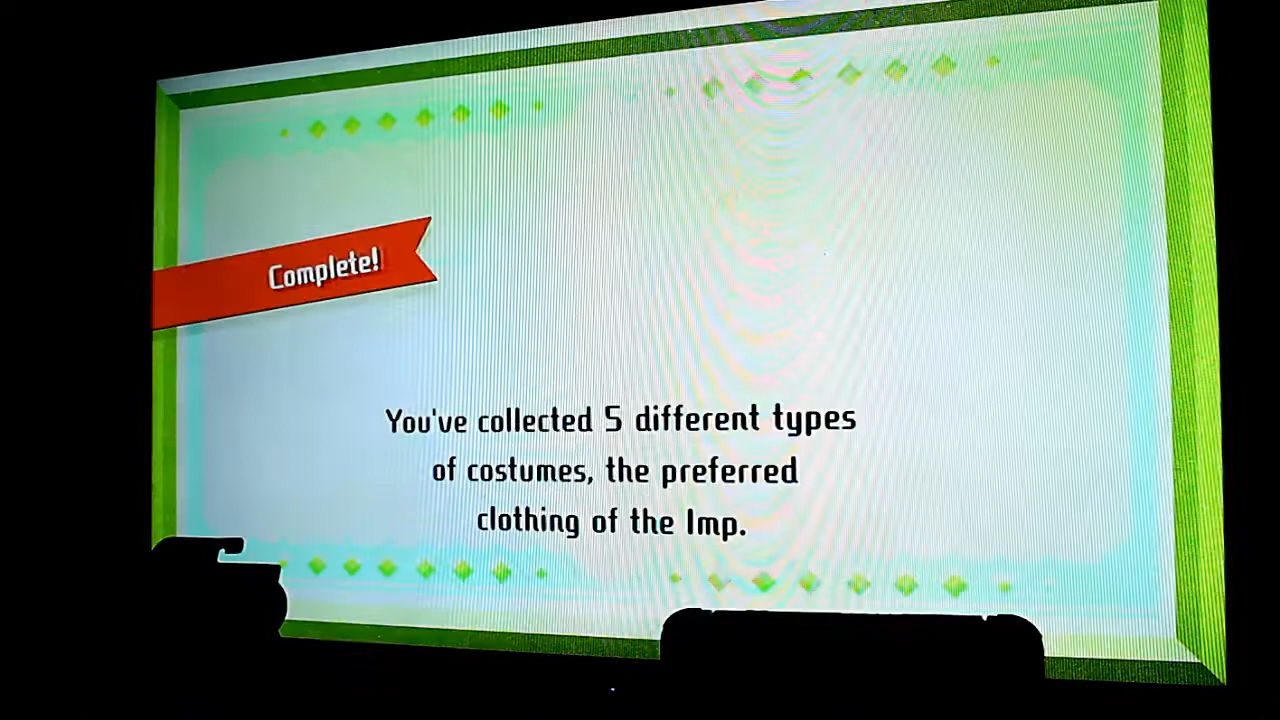 Complete!
You've collected 5 different types
of costumes, the preferred
clothing of the Imp.